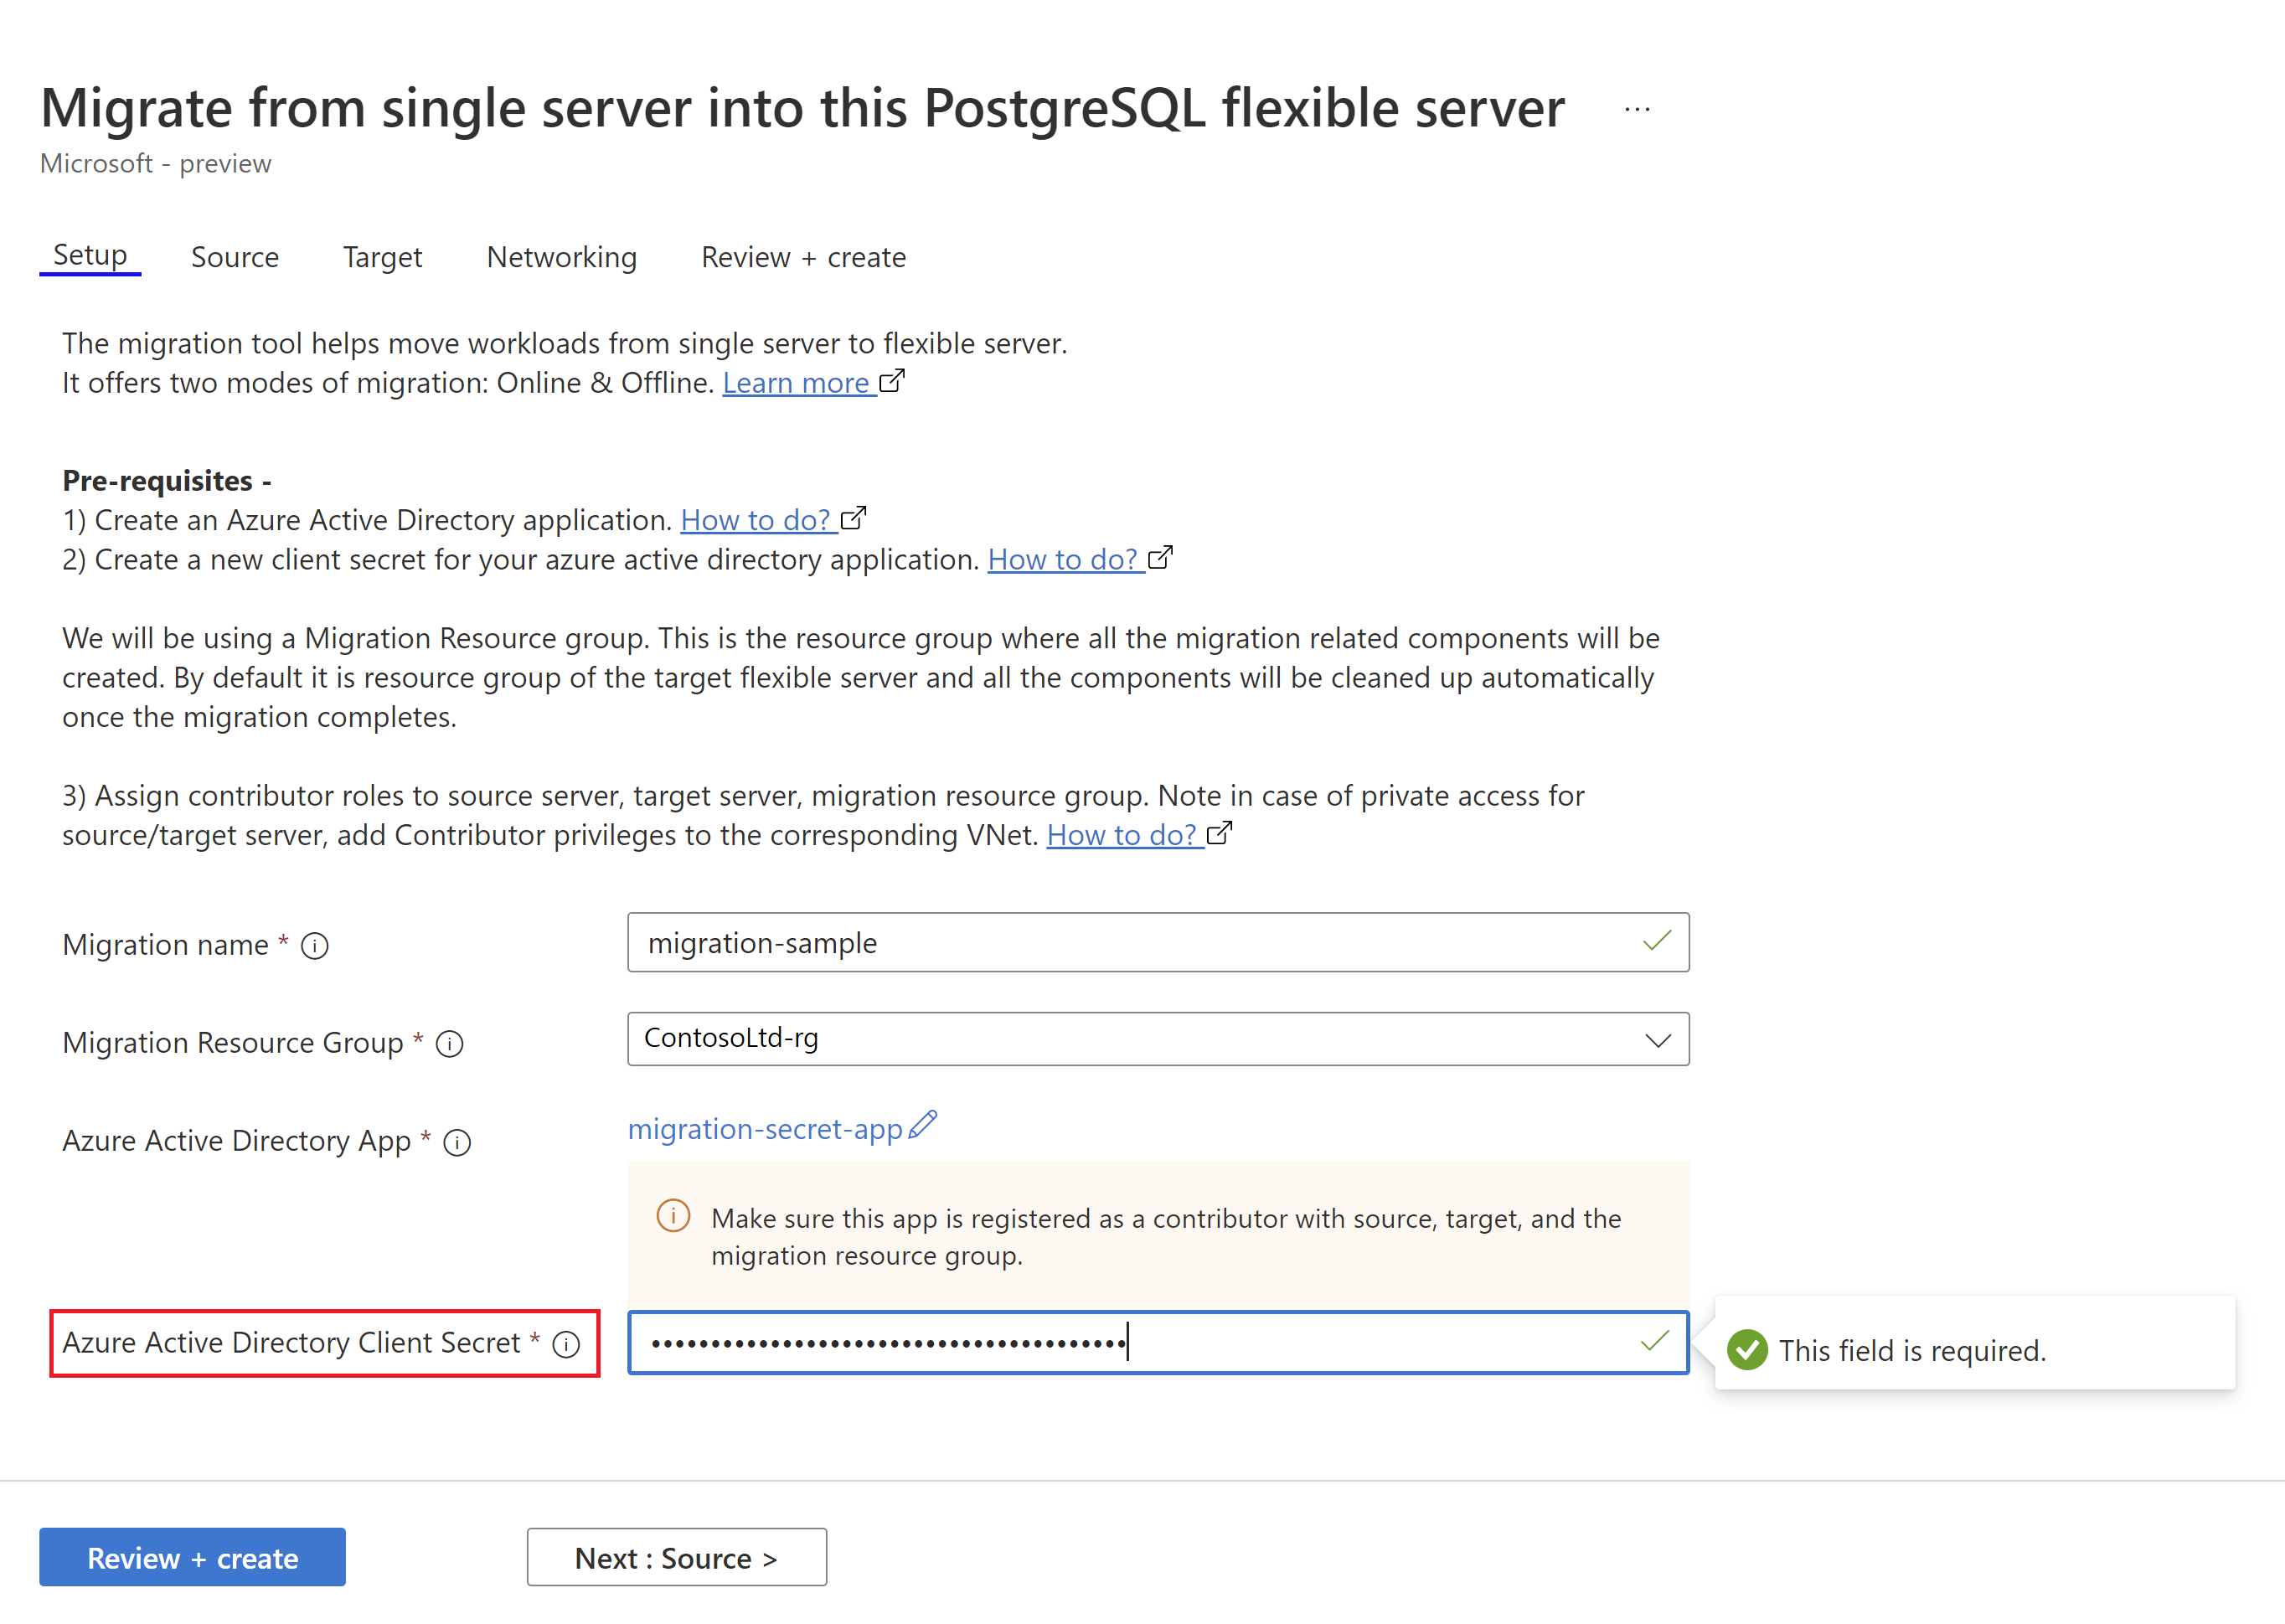 Migrate from single server into this PostgreSQL flexible server ...
Microsoft - preview
Setup Source Target Networking Review + create
The migration tool helps move workloads from single server to flexible server.
It offers two modes of migration: Online & Offline. Learn more
Pre-requisites -
1) Create an Azure Active Directory application. How to do?
2) Create a new client secret for your azure active directory application. How to do?
We will be using a Migration Resource group. This is the resource group where all the migration related components will be
created. By default it is resource group of the target flexible server and all the components will be cleaned up automatically
once the migration completes.
3) Assign contributor roles to source server, target server, migration resource group. Note in case of private access for
source/target server, add Contributor privileges to the corresponding VNet. How to do?
Migration name *
migration-sample
Migration Resource Group *
ContosoLtd-rg
Azure Active Directory App *
migration-secret-app
Make sure this app is registered as a contributor with source, target, and the
migration resource group.
Azure Active Directory Client Secret *
••••••••••••••••••••••••••••••••••••••••
This field is required.
Review + create
Next : Source >